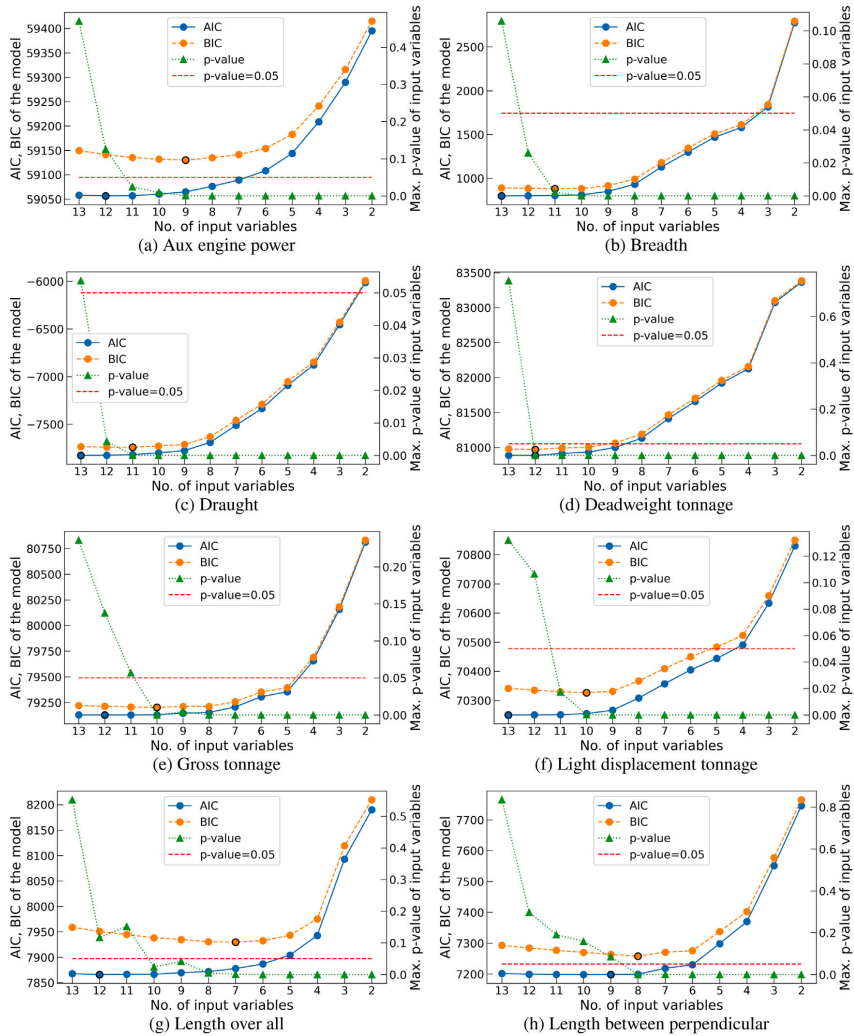 AIC, BIC of the model
59400
59350
59300
59250
59200
59150
59100
59050
AIC
BIC
p-value
p-value=0.05
0.4
0.3
0.2
0.1
0.0
Max. p-value of input variables
13 12 11 10 9 8 7 6 5 4 3 2
No. of input variables
(a) Aux engine power
AIC, BIC of the model
2500
2000
1500
1000
AIC
BIC
p-value
p-value=0.05
0.10
0.08
0.06
0.04
0.02
0.00
Max. p-value of input variables
13 12 11 10 9 8 7 6 5 4 3 2
No. of input variables
(b) Breadth
AIC, BIC of the model
−6000
−6500
−7000
−7500
AIC
BIC
p-value
p-value=0.05
0.05
0.04
0.03
0.02
0.01
0.00
Max. p-value of input variables
13 12 11 10 9 8 7 6 5 4 3 2
No. of input variables
(c) Draught
AIC, BIC of the model
83500
83000
82500
82000
81500
81000
AIC
BIC
p-value
p-value=0.05
0.6
0.4
0.2
0.0
Max. p-value of input variables
13 12 11 10 9 8 7 6 5 4 3 2
No. of input variables
(d) Deadweight tonnage
AIC, BIC of the model
80750
80500
80250
80000
79750
79500
79250
AIC
BIC
p-value
p-value=0.05
0.20
0.15
0.10
0.05
0.00
Max. p-value of input variables
13 12 11 10 9 8 7 6 5 4 3 2
No. of input variables
(e) Gross tonnage
AIC, BIC of the model
70800
70700
70600
70500
70400
70300
AIC
BIC
p-value
p-value=0.05
0.12
0.10
0.08
0.06
0.04
0.02
0.00
Max. p-value of input variables
13 12 11 10 9 8 7 6 5 4 3 2
No. of input variables
(f) Light displacement tonnage
AIC, BIC of the model
8200
8150
8100
8050
8000
7950
7900
7850
AIC
BIC
p-value
p-value=0.05
0.5
0.4
0.3
0.2
0.1
0.0
Max. p-value of input variables
13 12 11 10 9 8 7 6 5 4 3 2
No. of input variables
(g) Length over all
AIC, BIC of the model
7700
7600
7500
7400
7300
7200
AIC
BIC
p-value
p-value=0.05
0.8
0.6
0.4
0.2
0.0
Max. p-value of input variables
13 12 11 10 9 8 7 6 5 4 3 2
No. of input variables
(h) Length between perpendicular